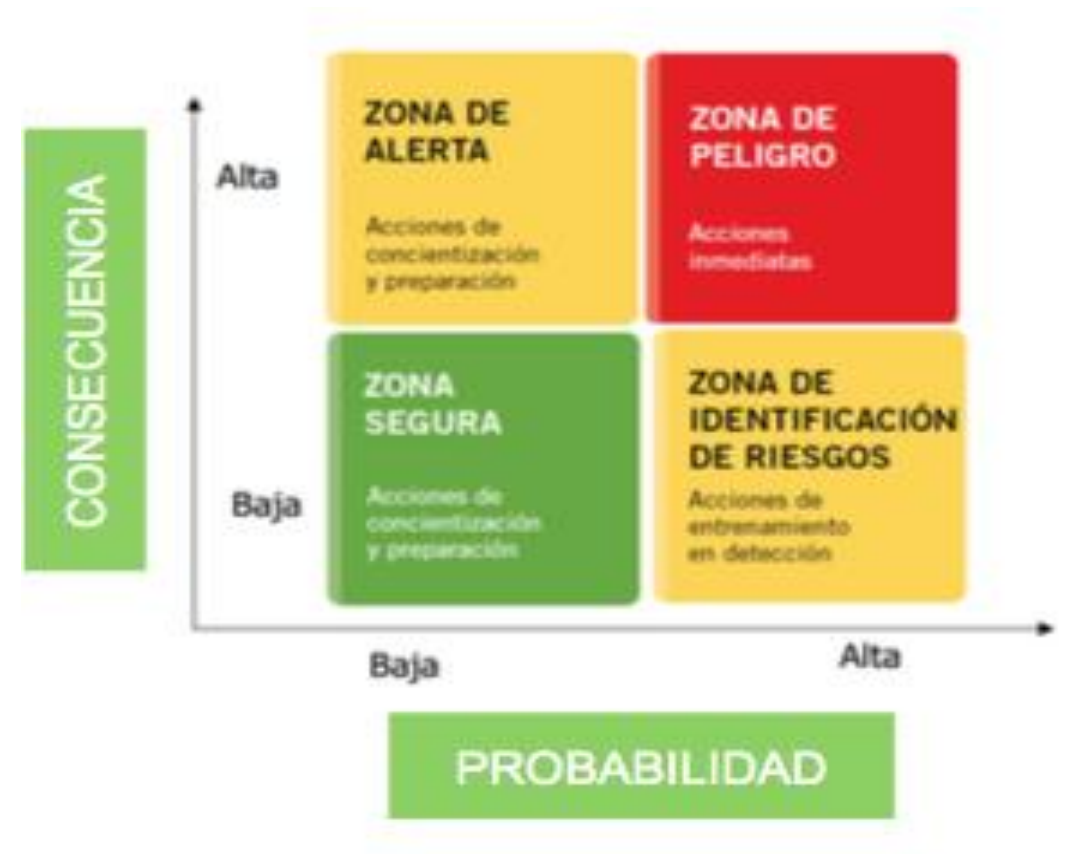 CONSECUENCIA
Alta
Baja
ZONA DE
ALERTA
Acciones de
concientización
y preparación
ZONA DE
PELIGRO
Acciones
inmediatas
ZONA
SEGURA
Acciones de
concientización
y preparación
ZONA DE
IDENTIFICACIÓN
DE RIESGOS
Acciones de
entrenamiento
en detección
Baja
Alta
PROBABILIDAD